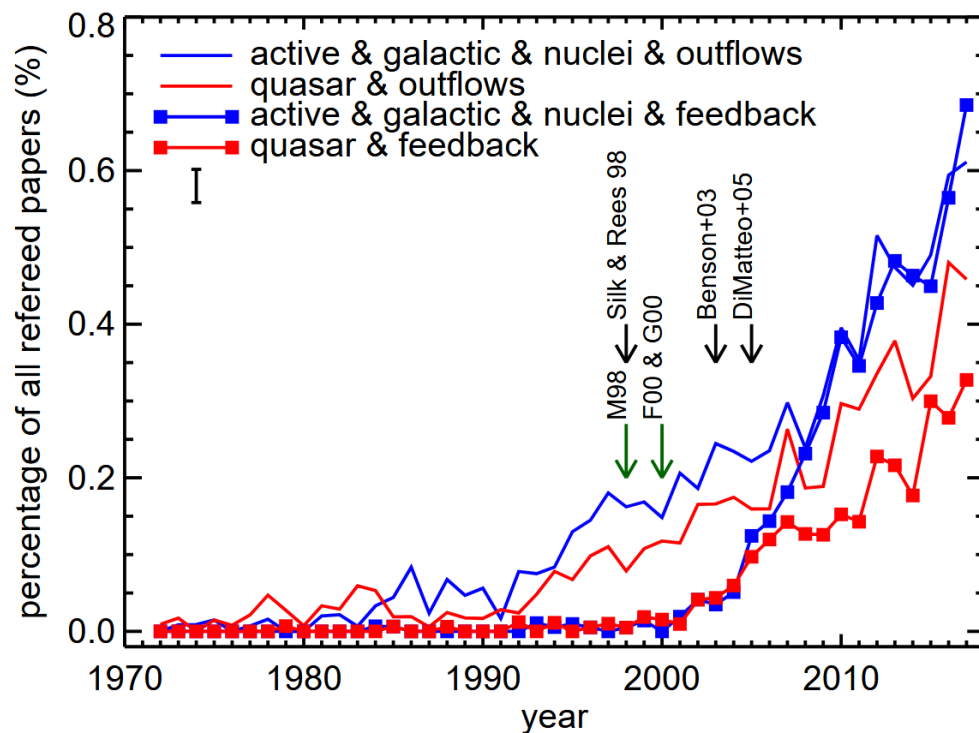 active & galactic & nuclei & outflows
quasar & outflows
active & galactic & nuclei & feedback
quasar & feedback
percentage of all refereed papers (%)
0.8
0.6
0.4
0.2
0.0
M98
Silk & Rees 98
F00 & G00
Benson+03
DiMatteo+05
1970
1980
1990
2000
2010
year